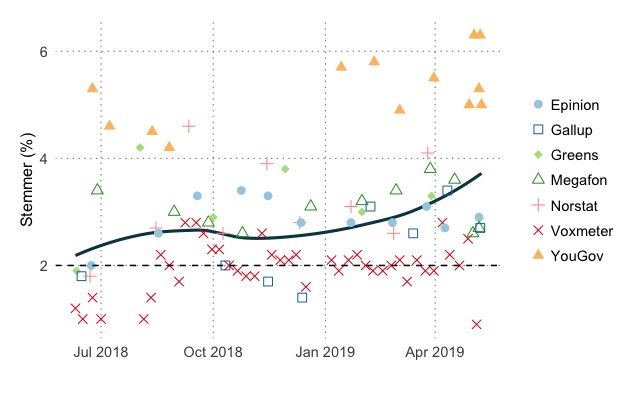 Stemmer (%)
6
4
2
Jul 2018
Oct 2018
Jan 2019
Apr 2019
Epinion
Gallup
Greens
Megafon
Norstat
Voxmeter
YouGov